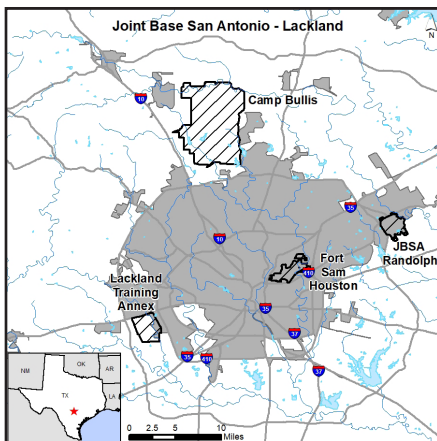 Joint Base San Antonio - Lackland
N
10
Camp Bullis
35
JBSA
Randolph
10
Fort
Sam
Houston
410
Lackland
Training
Annex
35
37
35
410
37
NM
OK
AR
TX
LA
0 2.5 5 10
Miles